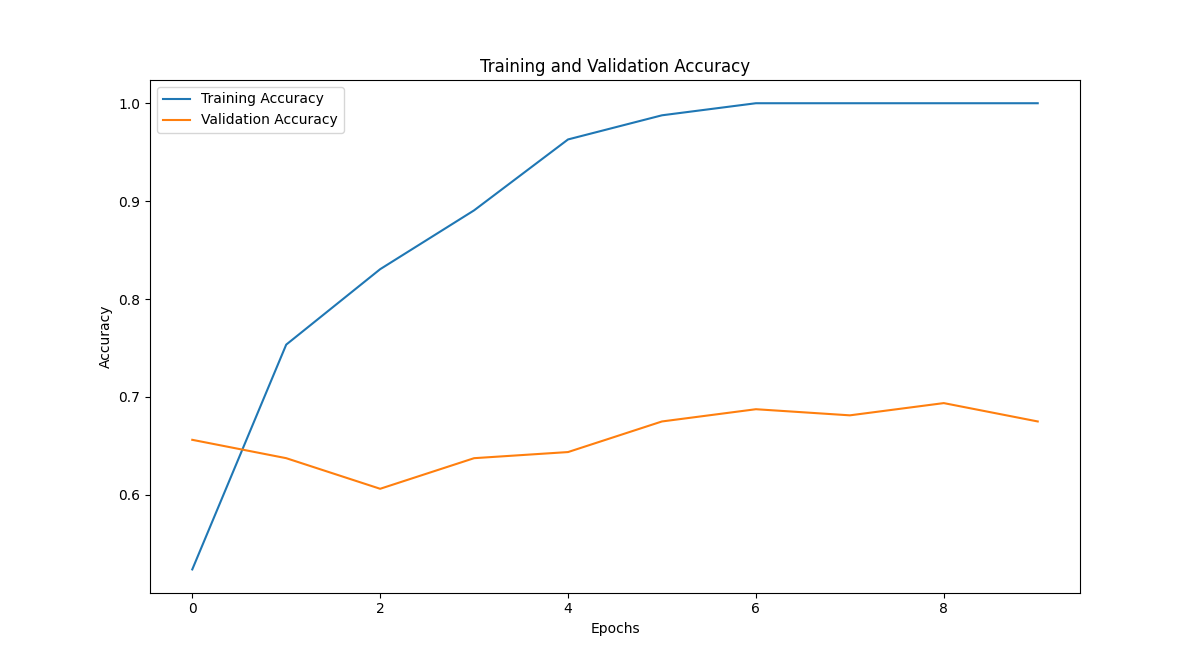 Training and Validation Accuracy
Training Accuracy
Validation Accuracy
1.0
0.9
0.8
0.7
0.6
Accuracy
0 2 4 6 8
Epochs